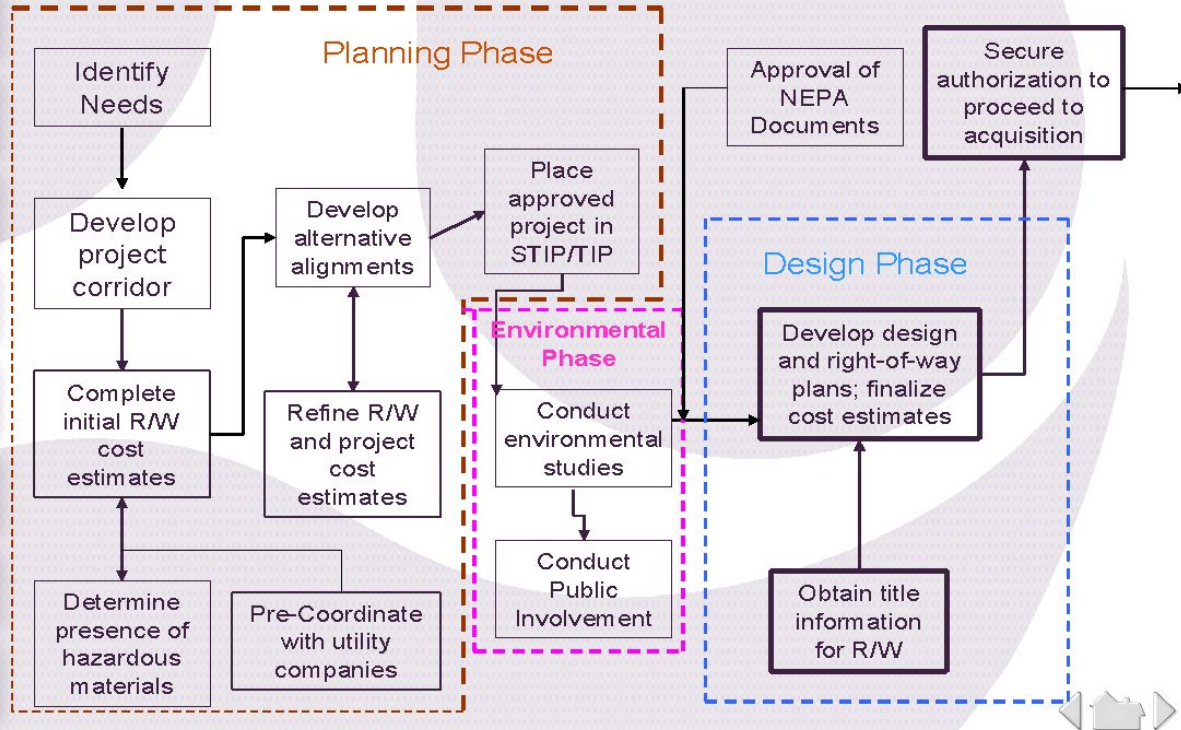 Planning Phase
Identify
Needs
Develop
project
corridor
Complete
initial R/W
cost
estimates
Determine
presence of
hazardous
materials
Pre-Coordinate
with utility
companies
Develop
alternative
alignments
Refine R/W
and project
cost
estimates
Place
approved
project in
STIP/TIP
Environmental
Phase
Conduct
environmental
studies
Conduct
Public
Involvement
Approval of
NEPA
Documents
Secure
authorization to
proceed to
acquisition
Design Phase
Develop design
and right-of-way
plans; finalize
cost estimates
Obtain title
information
for R/W